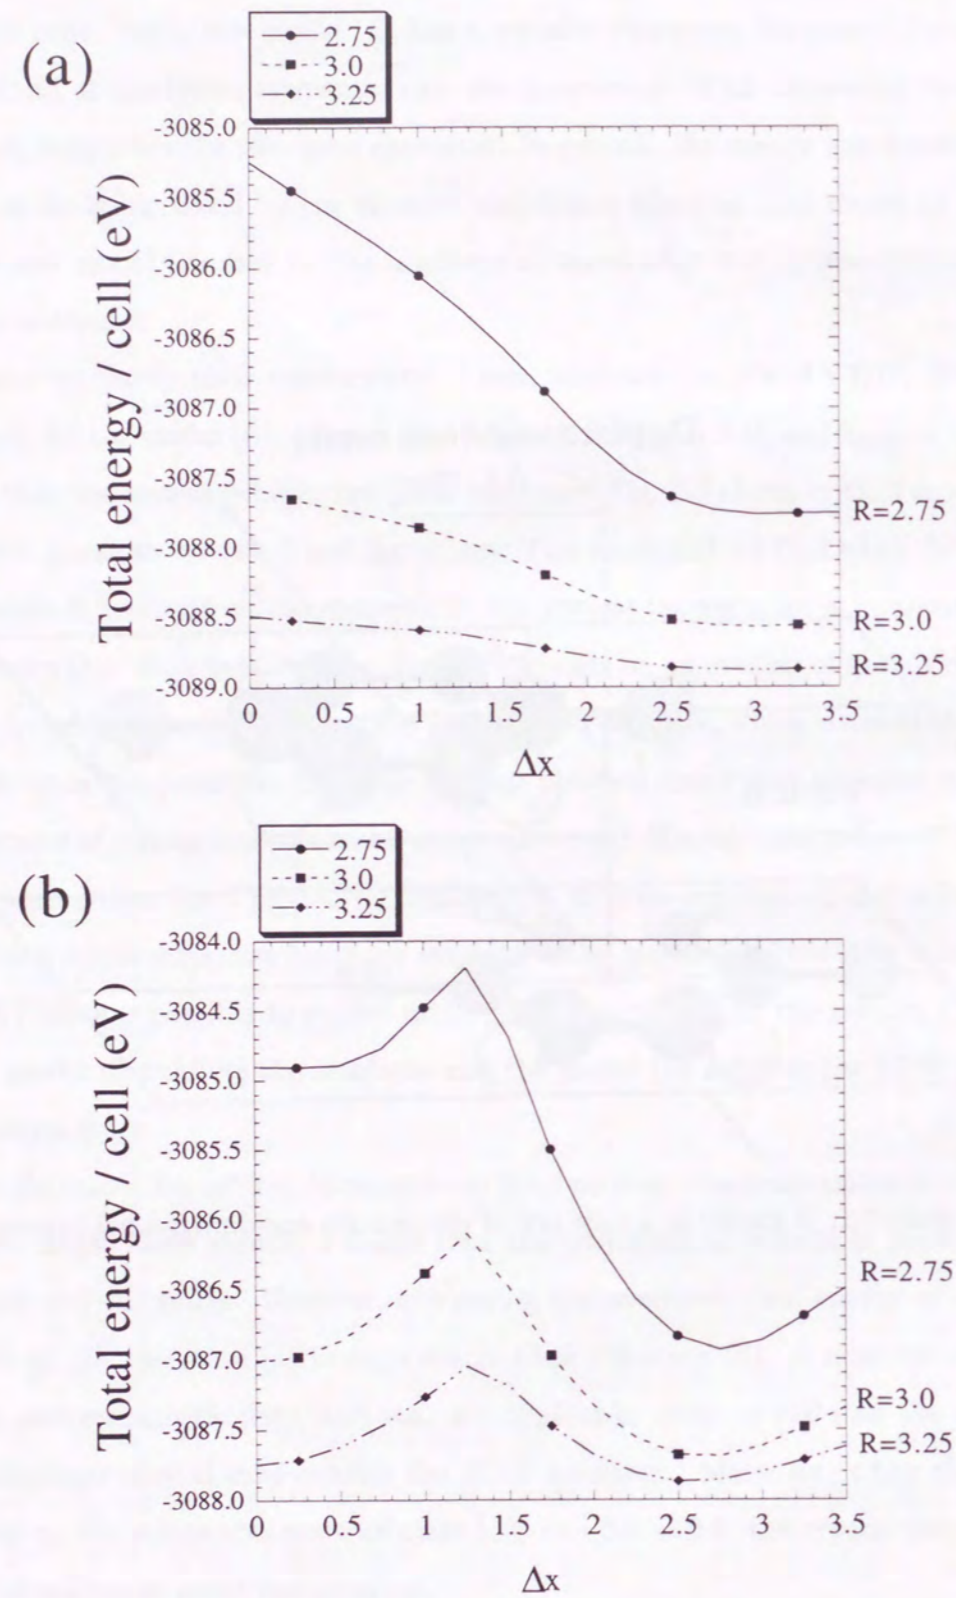 (a)
2.75
3.0
3.25
Total energy / cell (eV)
-3085.0
-3085.5
-3086.0
-3086.5
-3087.0
-3087.5
-3088.0
-3088.5
-3089.0
R=2.75
R=3.0
R=3.25
0 0.5 1 1.5 2 2.5 3 3.5
Δx
(b)
2.75
3.0
3.25
Total energy / cell (eV)
-3084.0
-3084.5
-3085.0
-3085.5
-3086.0
-3086.5
-3087.0
-3087.5
-3088.0
R=2.75
R=3.0
R=3.25
0 0.5 1 1.5 2 2.5 3 3.5
Δx